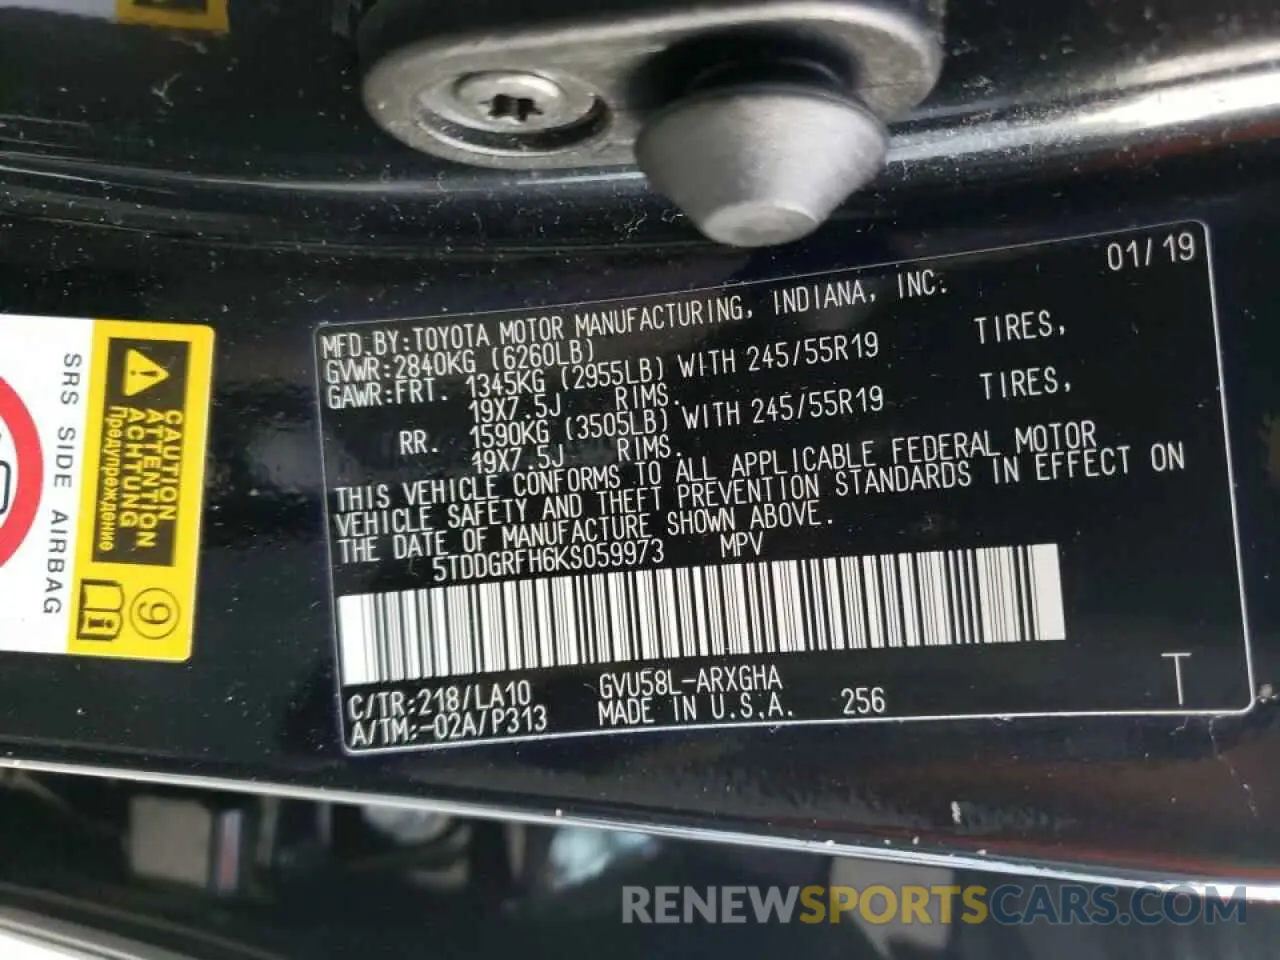 01/19
MFD.BY:TOYOTA MOTOR MANUFACTURING, INDIANA, INC.
GVWR:2840KG (6260LB)
GAWR:FRT. 1345KG (2955LB) WITH 245/55R19 TIRES,
19X7.5J RIMS.
RR. 1590KG (3505LB) WITH 245/55R19 TIRES,
19X7.5J RIMS.
THIS VEHICLE CONFORMS TO ALL APPLICABLE FEDERAL MOTOR
VEHICLE SAFETY AND THEFT PREVENTION STANDARDS IN EFFECT ON
THE DATE OF MANUFACTURE SHOWN ABOVE.
5TDDGRFH6KS059973 MPV
C/TR:218/LA10 GVU58L-ARXGHA
A/TM:-02A/P313 MADE IN U.S.A. 256
T
CAUTION
ATTENTION
ACHTUNG
Предупреждение
9
SRS SIDE AIRBAG
RENEWSPORTSCARS.COM